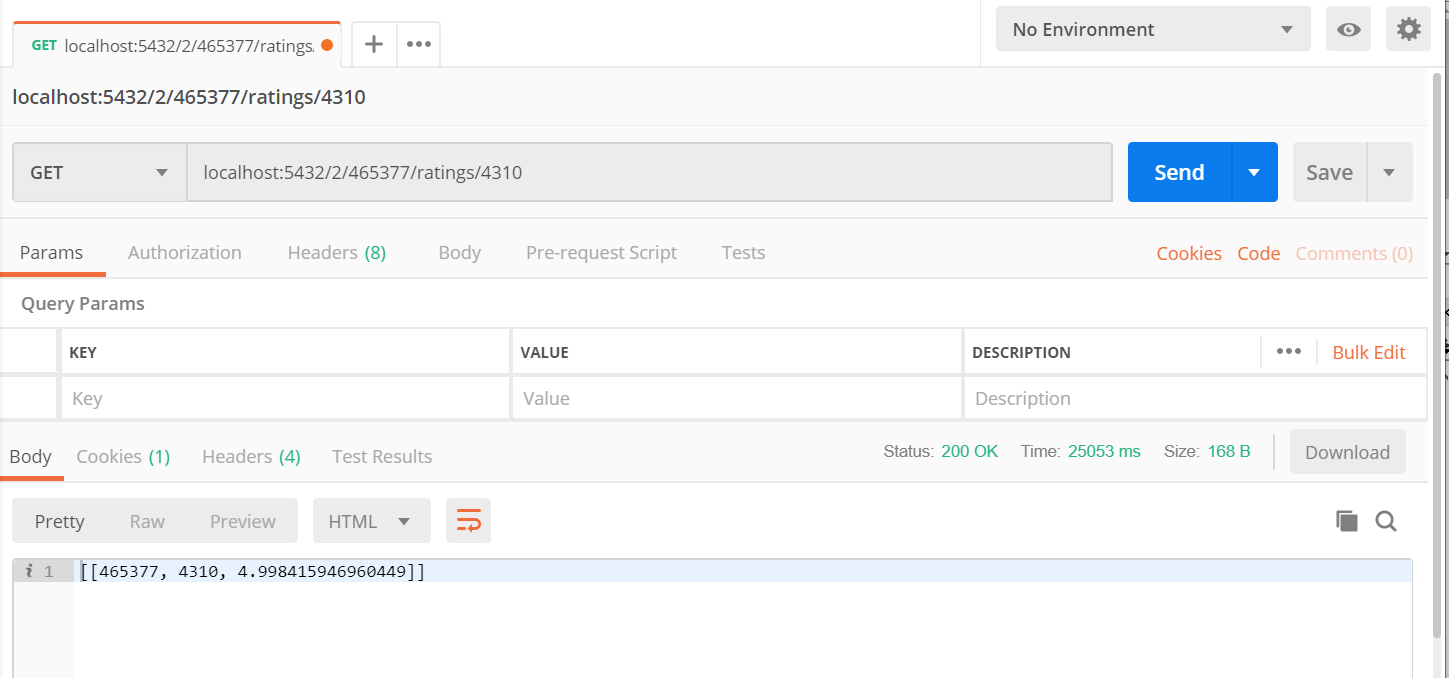 GET localhost:5432/2/465377/ratings.
No Environment
localhost:5432/2/465377/ratings/4310
GET localhost:5432/2/465377/ratings/4310 Send Save
Params Authorization Headers (8) Body Pre-request Script Tests Cookies Code Comments (0)
Query Params
KEY VALUE DESCRIPTION ••• Bulk Edit
Key Value Description
Body Cookies (1) Headers (4) Test Results Status: 200 OK Time: 25053 ms Size: 168 B Download
Pretty Raw Preview HTML
i 1 [[465377, 4310, 4.998415946960449]]